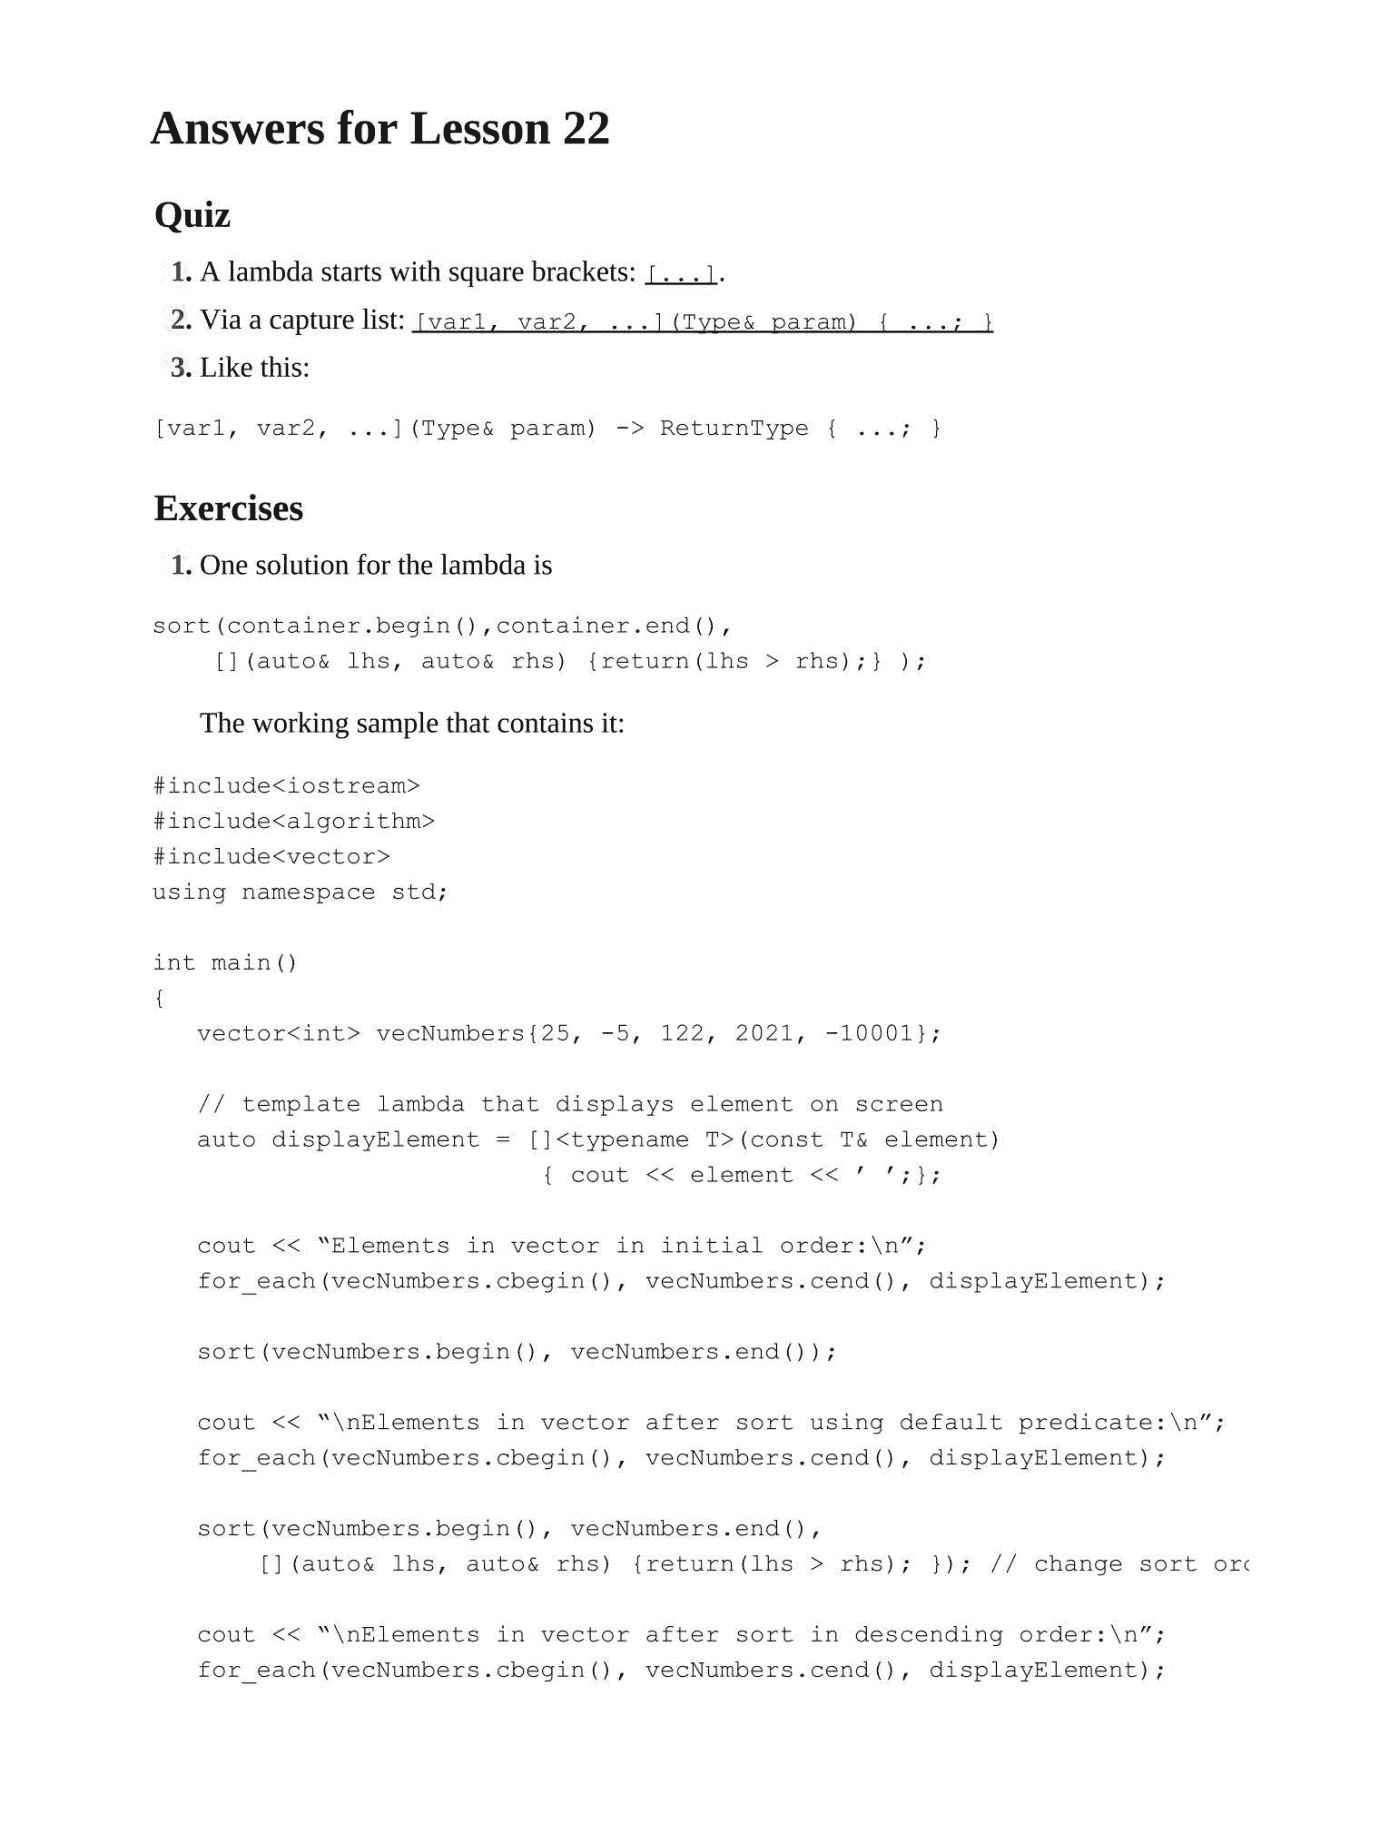 Answers for Lesson 22
Quiz
1. A lambda starts with square brackets: [...].
2. Via a capture list: [var1, var2, ...](Type& param) { ...; }
3. Like this:
[var1, var2, ...](Type& param) -> ReturnType { ...; }
Exercises
1. One solution for the lambda is
sort(container.begin(),container.end(),
    [](auto& lhs, auto& rhs) {return(lhs > rhs);} );
The working sample that contains it:
#include<iostream>
#include<algorithm>
#include<vector>
using namespace std;
int main()
{
   vector<int> vecNumbers{25, -5, 122, 2021, -10001};
   // template lambda that displays element on screen
   auto displayElement = []<typename T>(const T& element)
                          { cout << element << ’ ’;};
   cout << “Elements in vector in initial order:\n”;
   for_each(vecNumbers.cbegin(), vecNumbers.cend(), displayElement);
   sort(vecNumbers.begin(), vecNumbers.end());
   cout << “\nElements in vector after sort using default predicate:\n”;
   for_each(vecNumbers.cbegin(), vecNumbers.cend(), displayElement);
   sort(vecNumbers.begin(), vecNumbers.end(),
       [](auto& lhs, auto& rhs) {return(lhs > rhs); }); // change sort
   cout << “\nElements in vector after sort in descending order:\n”;
   for_each(vecNumbers.cbegin(), vecNumbers.cend(), displayElement);